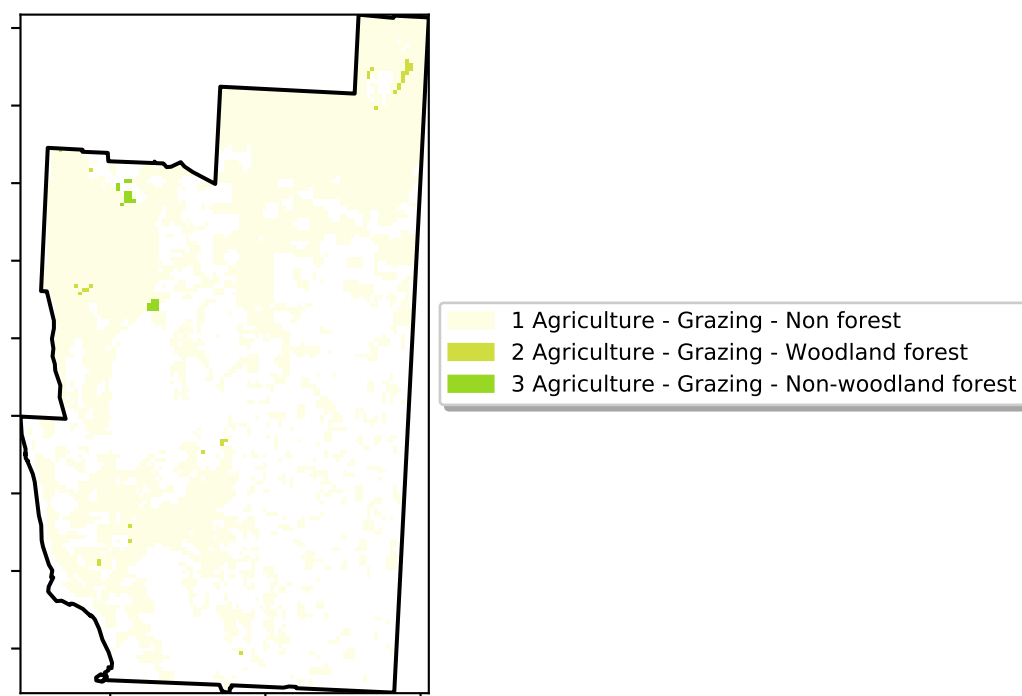 1 Agriculture - Grazing - Non forest
2 Agriculture - Grazing - Woodland forest
3 Agriculture - Grazing - Non-woodland forest